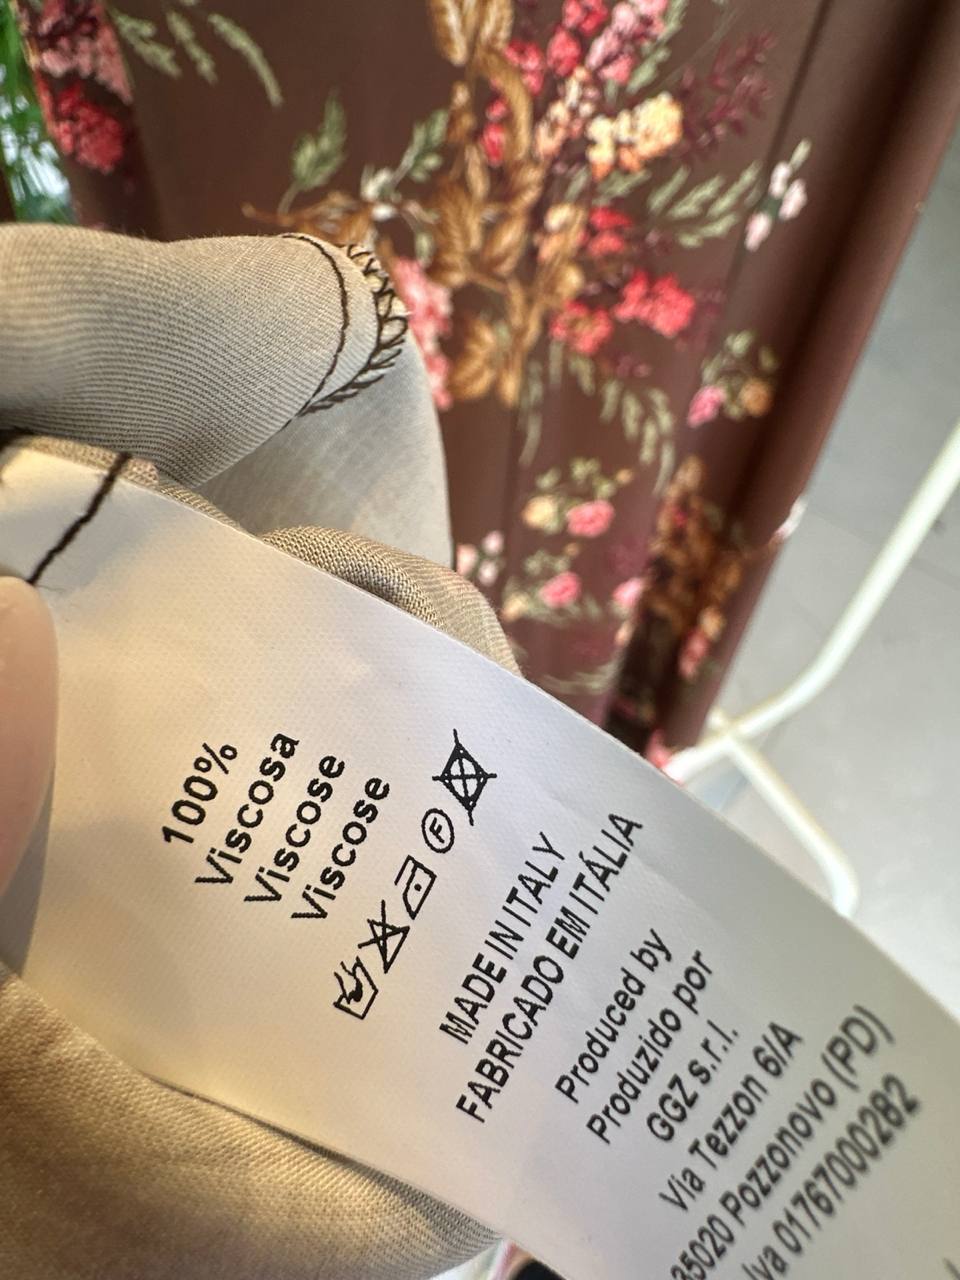 100%
Viscosa
Viscose
Viscose
F
MADE IN ITALY
FABRICADO EM ITÁLIA
Produced by
Produzido por
GGZ s.r.l.
Via Tezzon 6/A
35020 Pozzonovo (PD)
Iva 01767000282